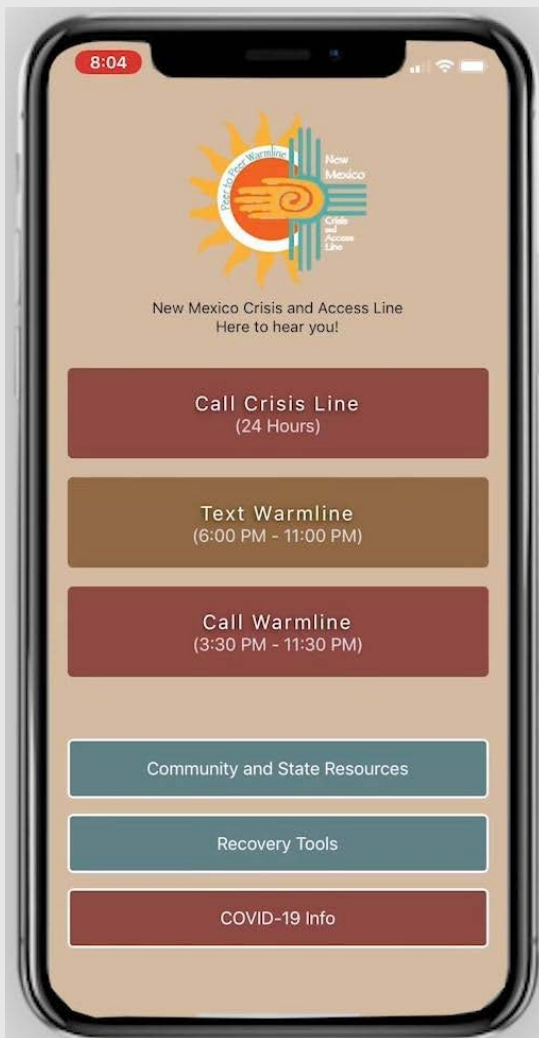 8:04
Peer to Peer Warmline
New
Mexico
Crisis
and
Access
Line
New Mexico Crisis and Access Line
Here to hear you!
Call Crisis Line
(24 Hours)
Text Warmline
(6:00 PM - 11:00 PM)
Call Warmline
(3:30 PM - 11:30 PM)
Community and State Resources
Recovery Tools
COVID-19 Info